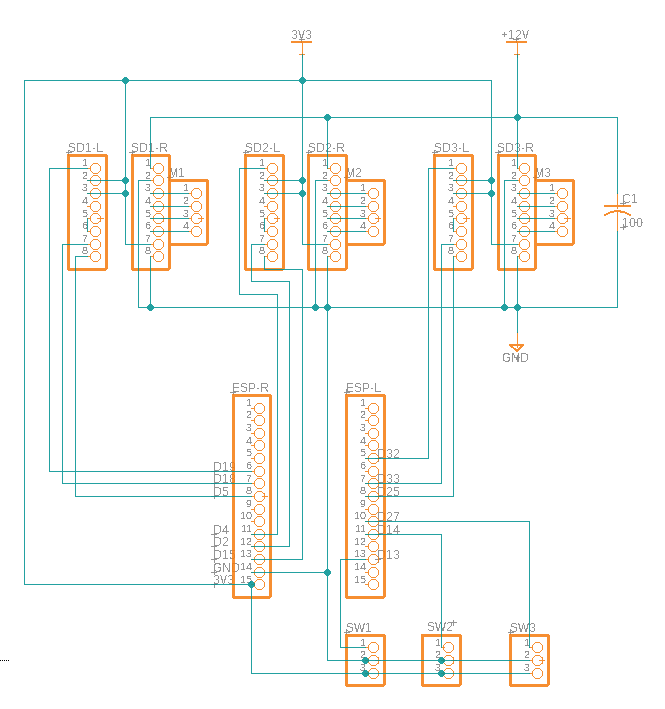 3V3 +12V
SD1-L SD1-R SD2-L SD2-R SD3-L SD3-R
M1 M2 M3
1 1 1 1 1 1
2 2 2 2 2 2
3 3 1 3 3 1 3 3 1
4 4 2 4 4 2 4 4 2
5 5 3 5 5 3 5 5 3
6 6 4 6 6 4 6 6 4
7 7 7 7 7 7
8 8 8 8 8 8
C1
100
GND
ESP-R ESP-L
1 1
2 2
3 3
4 4
5 5 D32
D19 6 6
D18 7 7 D33
D5 8 8 D25
9 9
10 10 D27
D4 11 11 D14
D2 12 12
D15 13 13 D13
GND 14 14
3V3 15 15
SW1 SW2 SW3
1 1 1
2 2 2
3 3 3